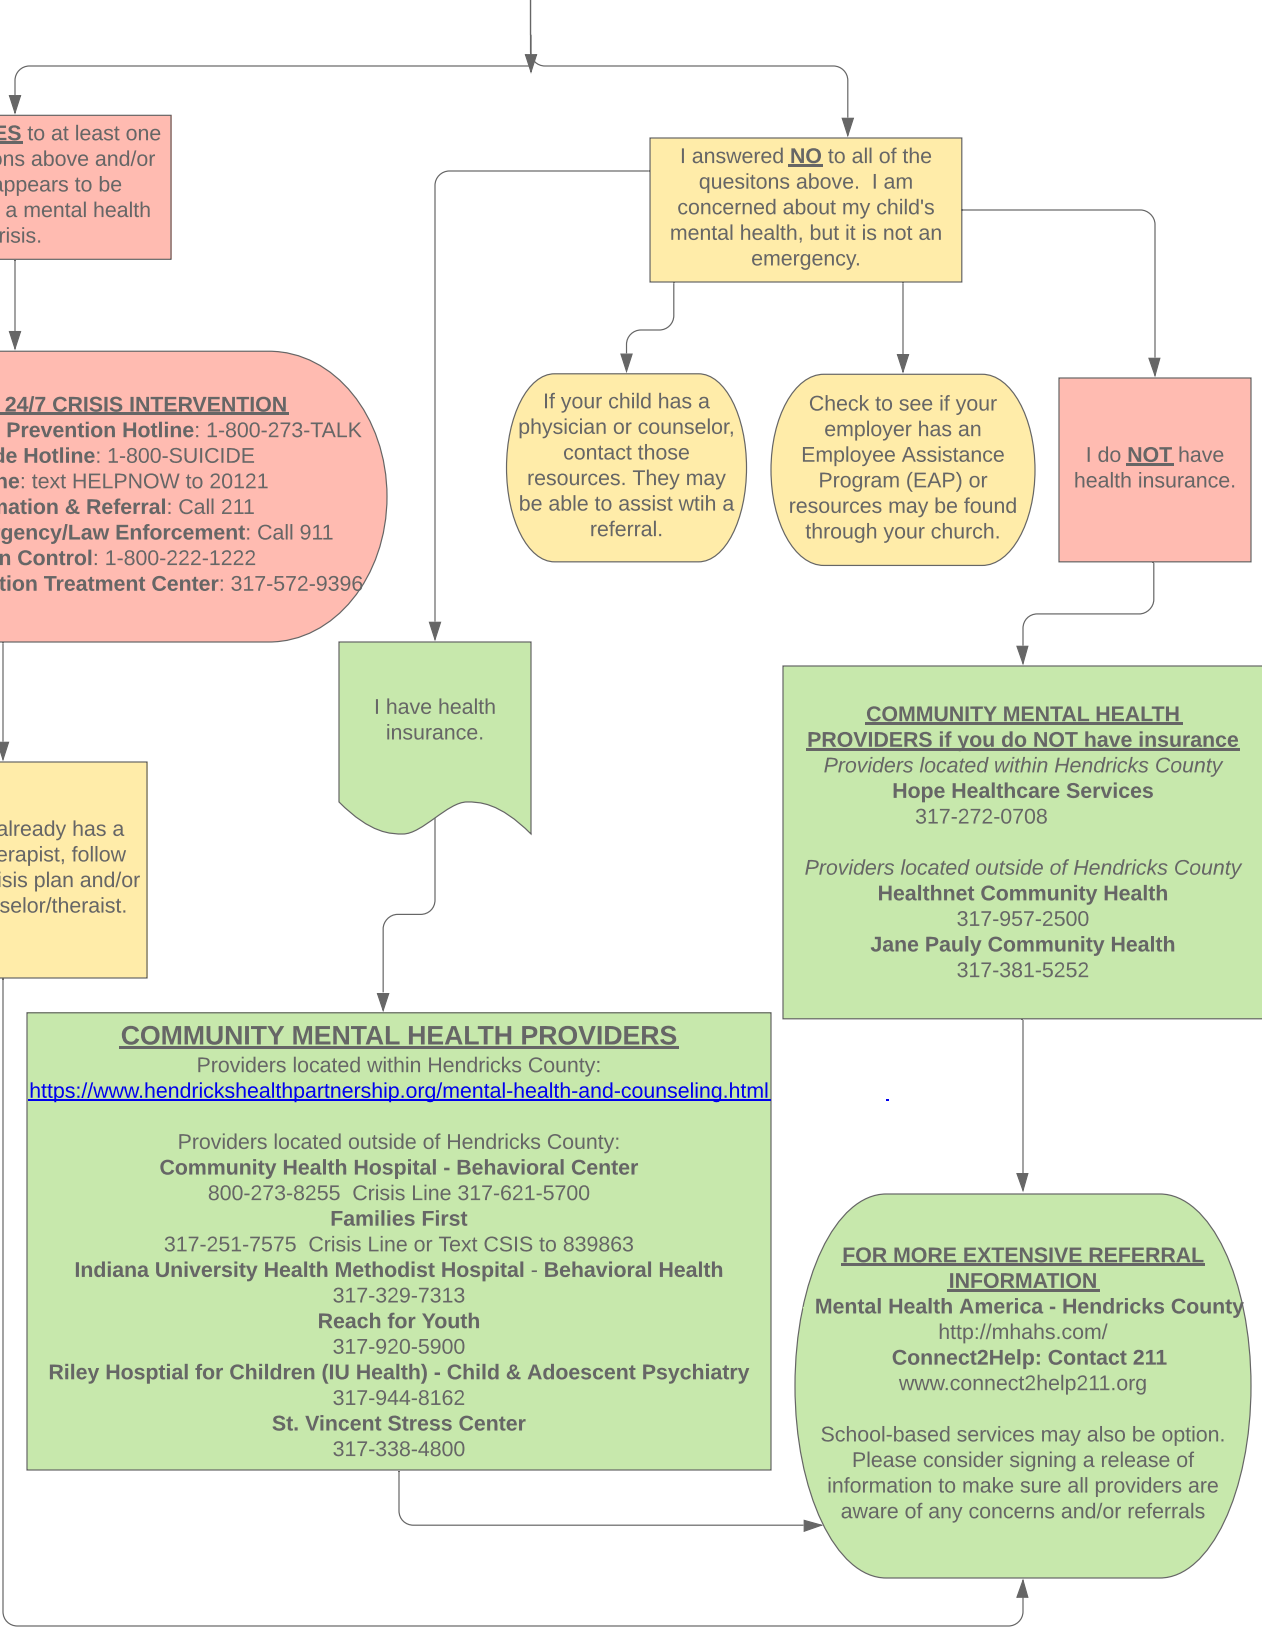 ES to at least one
ons above and/or
appears to be
a mental health
risis.
I answered NO to all of the
quesitons above.  I am
concerned about my child's
mental health, but it is not an
emergency.
24/7 CRISIS INTERVENTION
Prevention Hotline: 1-800-273-TALK
de Hotline: 1-800-SUICIDE
ne: text HELPNOW to 20121
mation & Referral: Call 211
rgency/Law Enforcement: Call 911
n Control: 1-800-222-1222
tion Treatment Center: 317-572-9396
If your child has a
physician or counselor,
contact those
resources. They may
be able to assist wtih a
referral.
Check to see if your
employer has an
Employee Assistance
Program (EAP) or
resources may be found
through your church.
I do NOT have
health insurance.
I have health
insurance.
already has a
erapist, follow
isis plan and/or
selor/theraist.
COMMUNITY MENTAL HEALTH
PROVIDERS if you do NOT have insurance
Providers located within Hendricks County
Hope Healthcare Services
317-272-0708
Providers located outside of Hendricks County
Healthnet Community Health
317-957-2500
Jane Pauly Community Health
317-381-5252
COMMUNITY MENTAL HEALTH PROVIDERS
Providers located within Hendricks County:
https://www.hendrickshealthpartnership.org/mental-health-and-counseling.html
Providers located outside of Hendricks County:
Community Health Hospital - Behavioral Center
800-273-8255  Crisis Line 317-621-5700
Families First
317-251-7575  Crisis Line or Text CSIS to 839863
Indiana University Health Methodist Hospital - Behavioral Health
317-329-7313
Reach for Youth
317-920-5900
Riley Hosptial for Children (IU Health) - Child & Adoescent Psychiatry
317-944-8162
St. Vincent Stress Center
317-338-4800
FOR MORE EXTENSIVE REFERRAL
INFORMATION
Mental Health America - Hendricks County
http://mhahs.com/
Connect2Help: Contact 211
www.connect2help211.org
School-based services may also be option.
Please consider signing a release of
information to make sure all providers are
aware of any concerns and/or referrals